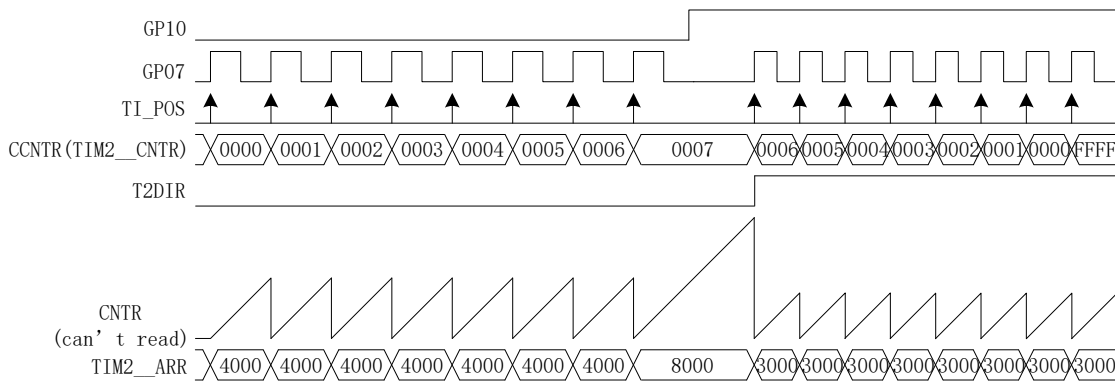 GP10
GP07
TI_POS
CCNTR(TIM2__CNTR) 0000 0001 0002 0003 0004 0005 0006 0007 0006 0005 0004 0003 0002 0001 0000 FFFF
T2DIR
CNTR
(can't read)
TIM2__ARR 4000 4000 4000 4000 4000 4000 4000 8000 3000 3000 3000 3000 3000 3000 3000 3000